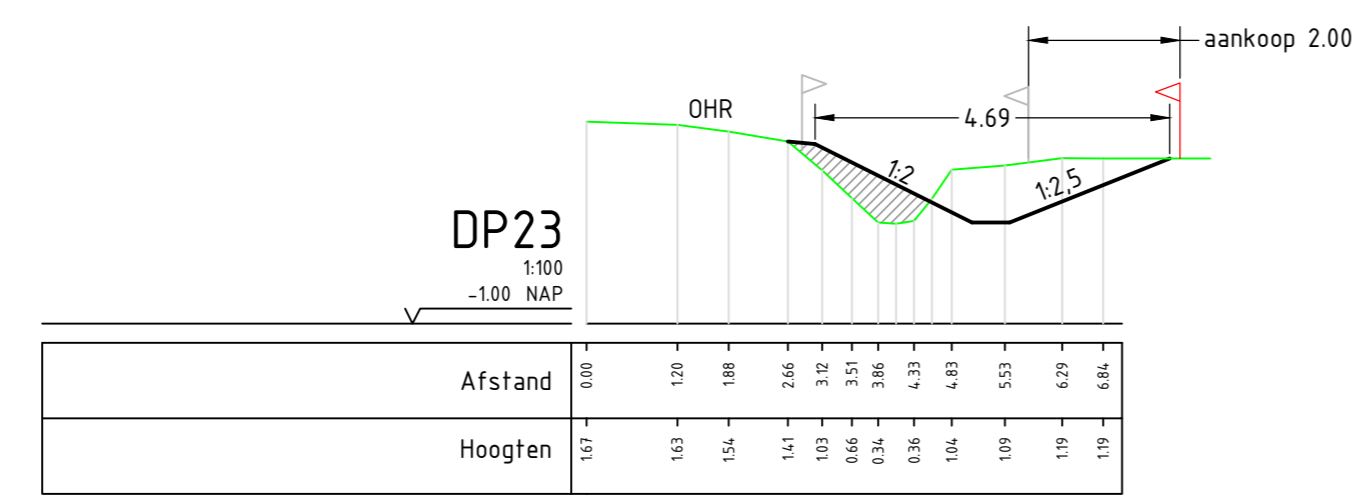 aankoop 2.00
OHR
4.69
1:2
1:2,5
DP23
1:100
-1.00 NAP
Afstand 0.00 1.20 1.88 2.66 3.12 3.51 3.86 4.33 4.83 5.53 6.29 6.84
Hoogten 1.67 1.63 1.54 1.41 1.03 0.66 0.34 0.36 1.04 1.09 1.19 1.19